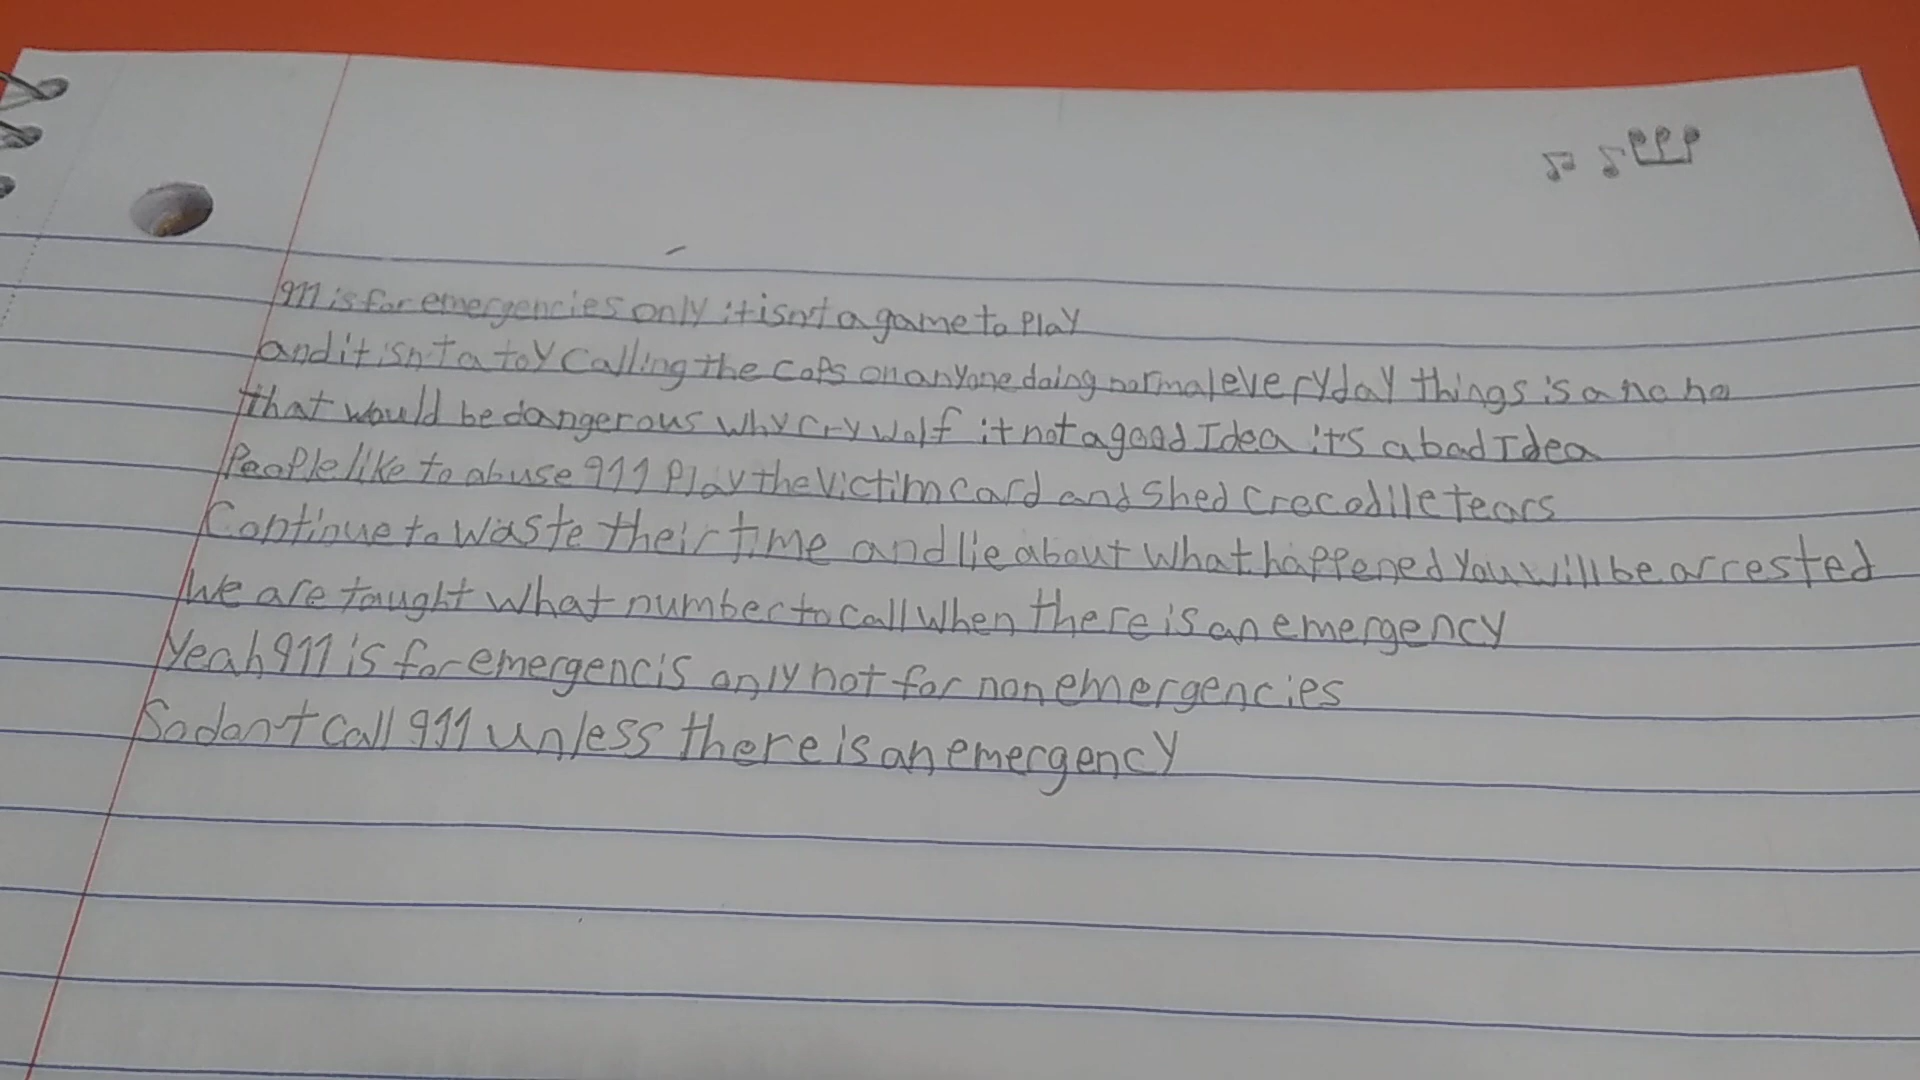 911 is for emergencies only it isn't a game to play
and it isn't a toy calling the cops on anyone doing normal everyday things is a no no
that would be dangerous why cry wolf it not a good Idea it's a bad Idea
People like to abuse 911 play the victim card and shed crocodile tears
Continue to waste their time and lie about what happened you will be arrested
We are taught what number to call when there is an emergency
Yeah 911 is for emergencis only not for non emergencies
So don't call 911 unless there is an emergency